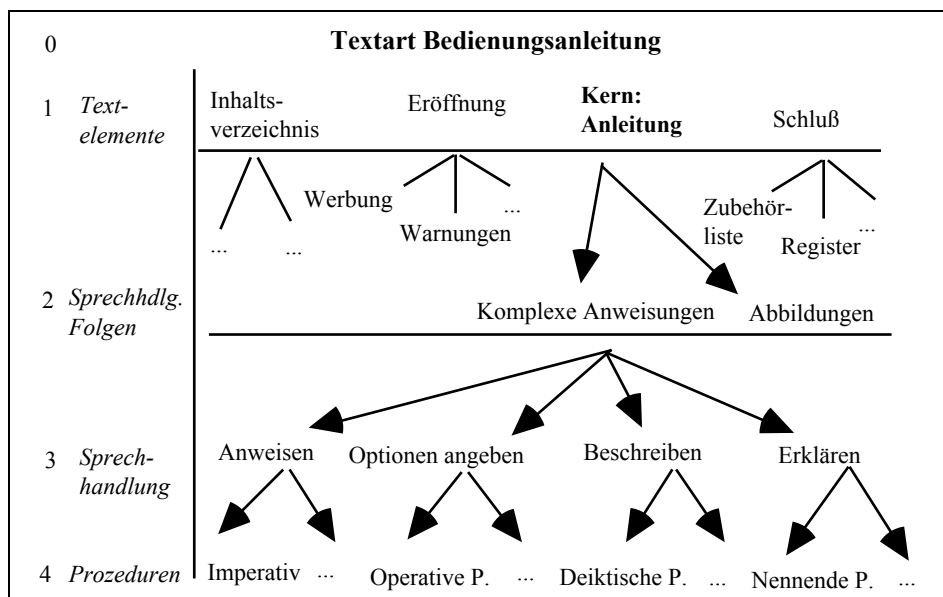 0 Textart Bedienungsanleitung
1 Text-
elemente
Inhalts-
verzeichnis
Eröffnung
Kern:
Anleitung
Schluß
... ...
Werbung
Warnungen
...
Zubehör-
liste
Register
...
2 Sprechhdlg.
Folgen
Komplexe Anweisungen Abbildungen
3 Sprech-
handlung
Anweisen Optionen angeben Beschreiben Erklären
4 Prozeduren Imperativ ... Operative P. ... Deiktische P. ... Nennende P. ...